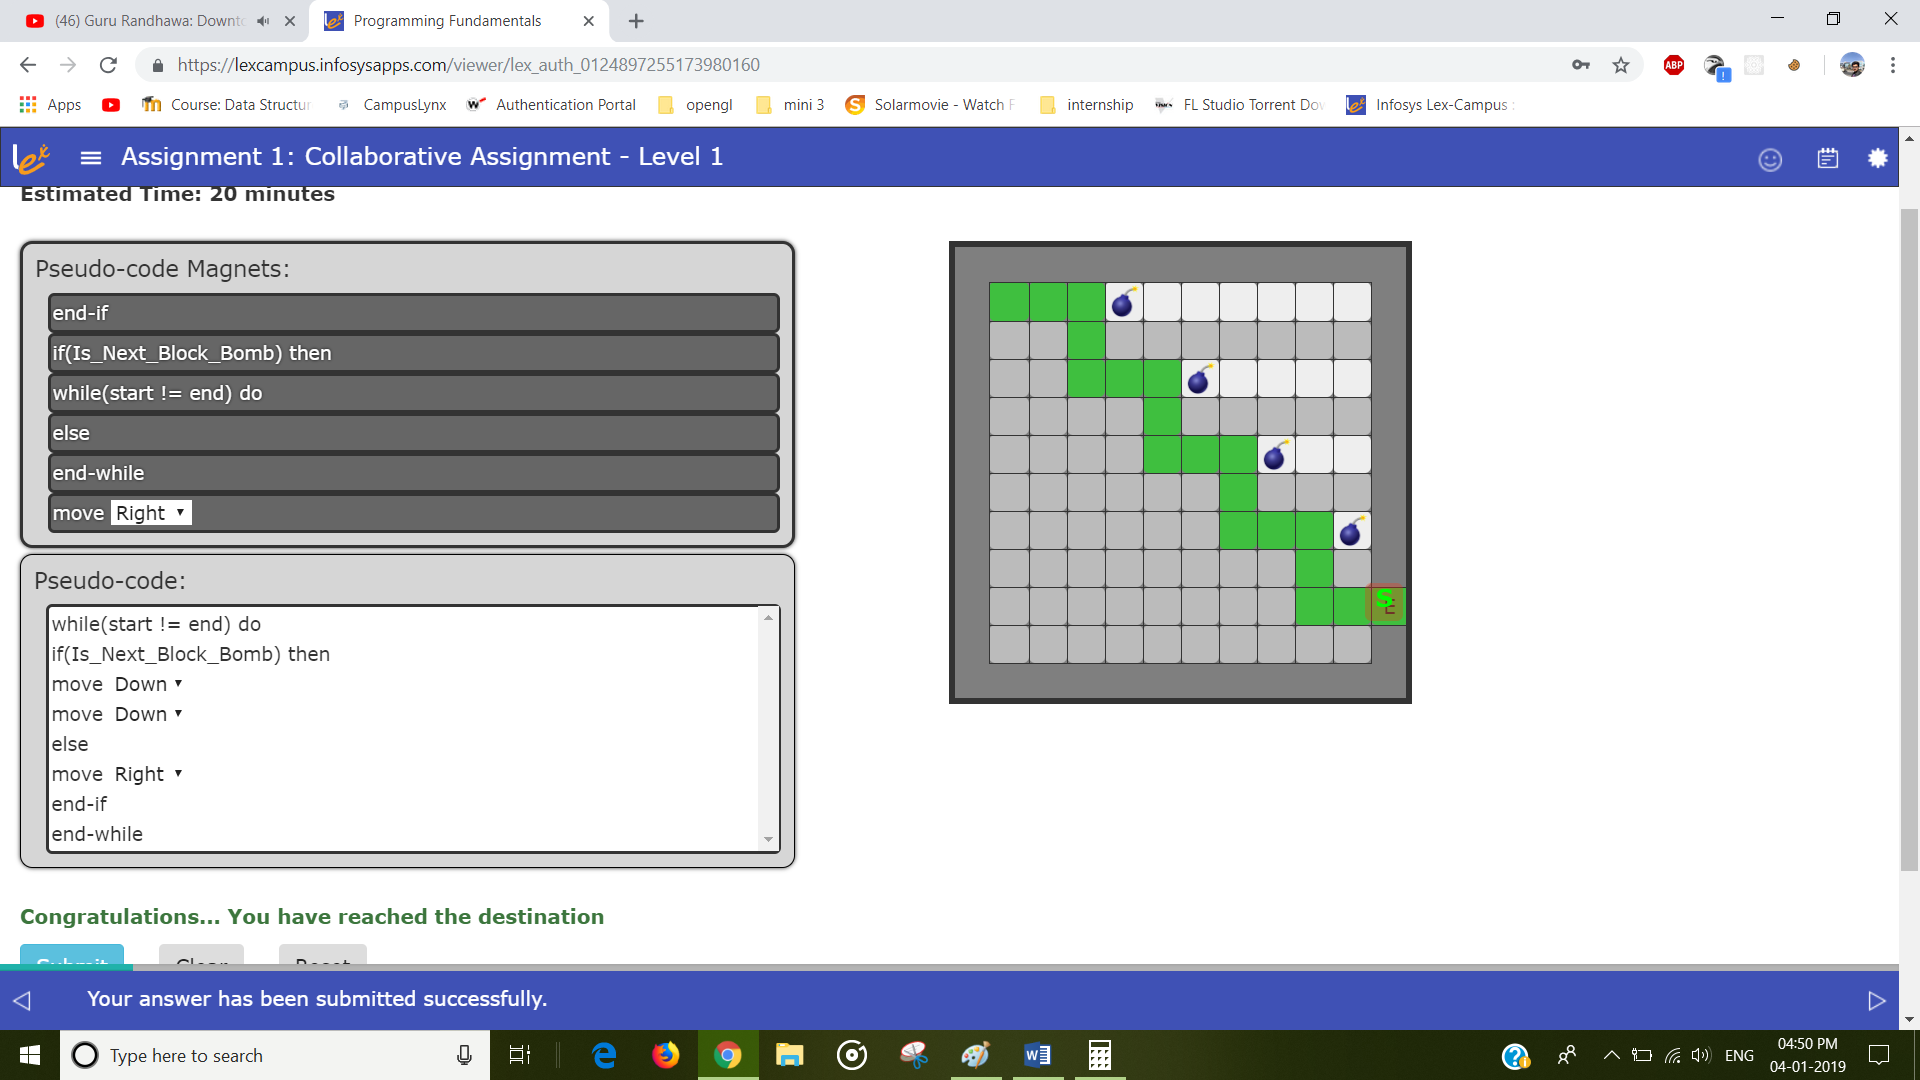 (46) Guru Randhawa: Downto
Programming Fundamentals
https://lexcampus.infosysapps.com/viewer/lex_auth_0124897255173980160
ABP
Apps
Course: Data Structur
CampusLynx
Authentication Portal
opengl
mini 3
Solarmovie - Watch F
internship
FL Studio Torrent Dov
Infosys Lex-Campus :
Lex
Assignment 1: Collaborative Assignment - Level 1
Estimated Time: 20 minutes
Pseudo-code Magnets:
end-if
if(Is_Next_Block_Bomb) then
while(start != end) do
else
end-while
move Right
Pseudo-code:
while(start != end) do
if(Is_Next_Block_Bomb) then
move Down
move Down
else
move Right
end-if
end-while
S
E
Congratulations... You have reached the destination
Submit
Clear
Reset
Your answer has been submitted successfully.
Type here to search
ENG
04:50 PM
04-01-2019